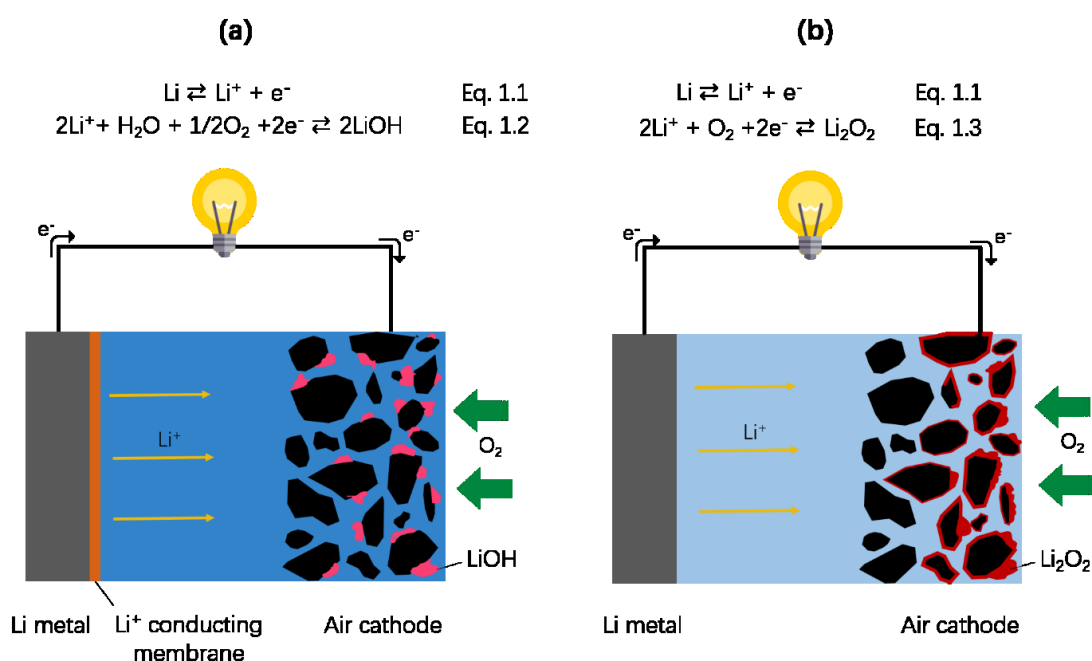 (a)
Li ⇄ Li⁺ + e⁻ Eq. 1.1
2Li⁺+ H₂O + 1/2O₂ +2e⁻ ⇄ 2LiOH Eq. 1.2
e⁻
e⁻
Li⁺
O₂
LiOH
Li metal
Li⁺ conducting
membrane
Air cathode
(b)
Li ⇄ Li⁺ + e⁻ Eq. 1.1
2Li⁺ + O₂ +2e⁻ ⇄ Li₂O₂ Eq. 1.3
e⁻
e⁻
Li⁺
O₂
Li₂O₂
Li metal
Air cathode